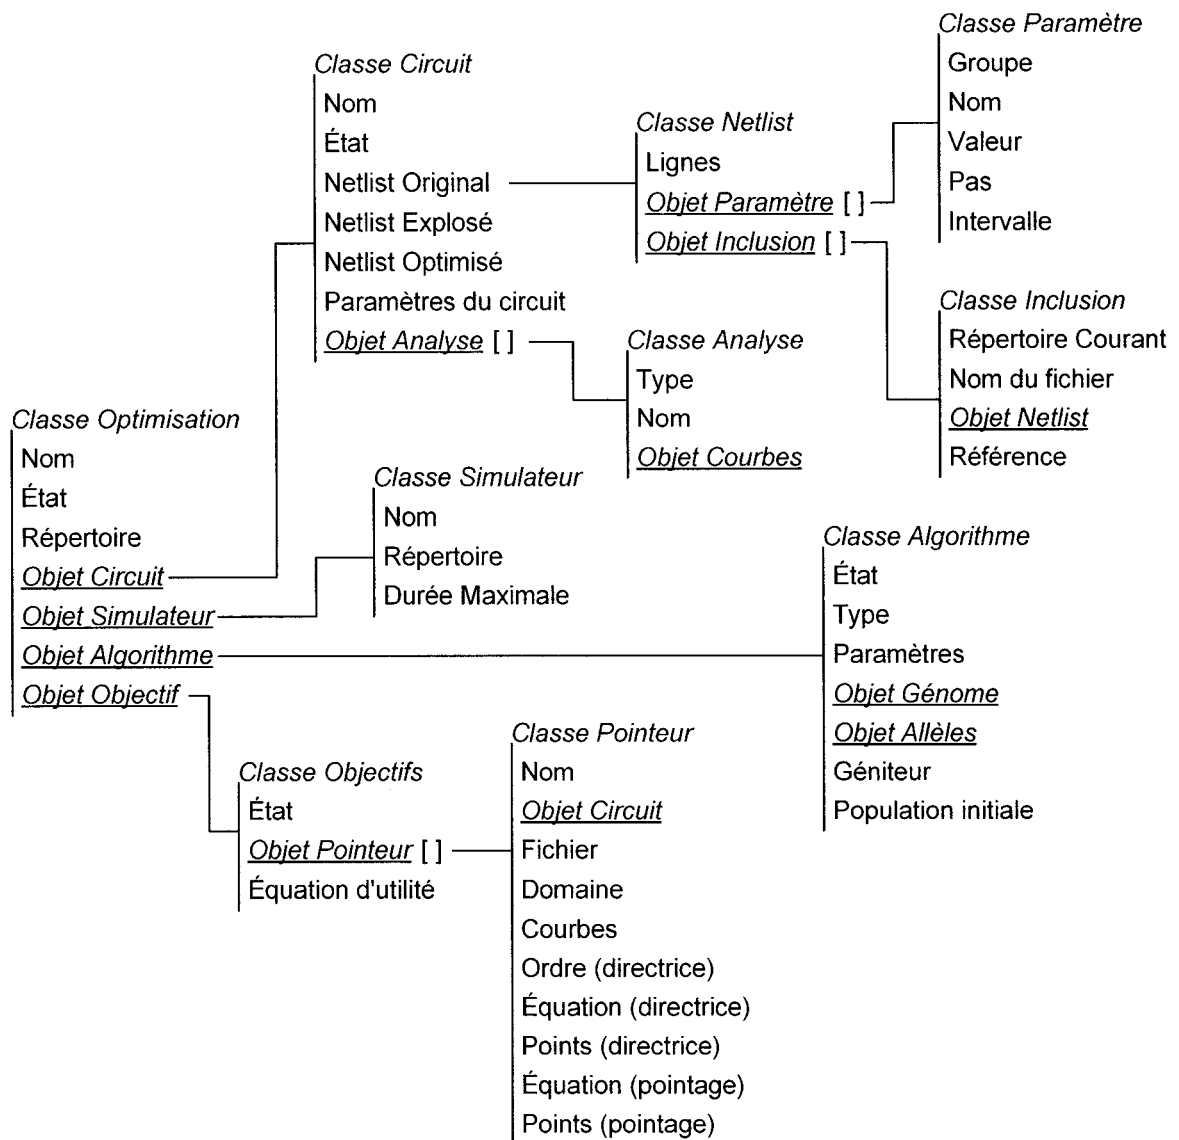 Classe Optimisation
Nom
État
Répertoire
Objet Circuit
Objet Simulateur
Objet Algorithme
Objet Objectif
Classe Circuit
Nom
État
Netlist Original
Netlist Explosé
Netlist Optimisé
Paramètres du circuit
Objet Analyse [ ]
Classe Netlist
Lignes
Objet Paramètre [ ]
Objet Inclusion [ ]
Classe Paramètre
Groupe
Nom
Valeur
Pas
Intervalle
Classe Inclusion
Répertoire Courant
Nom du fichier
Objet Netlist
Référence
Classe Analyse
Type
Nom
Objet Courbes
Classe Simulateur
Nom
Répertoire
Durée Maximale
Classe Algorithme
État
Type
Paramètres
Objet Génome
Objet Allèles
Géniteur
Population initiale
Classe Objectifs
État
Objet Pointeur [ ]
Équation d'utilité
Classe Pointeur
Nom
Objet Circuit
Fichier
Domaine
Courbes
Ordre (directrice)
Équation (directrice)
Points (directrice)
Équation (pointage)
Points (pointage)